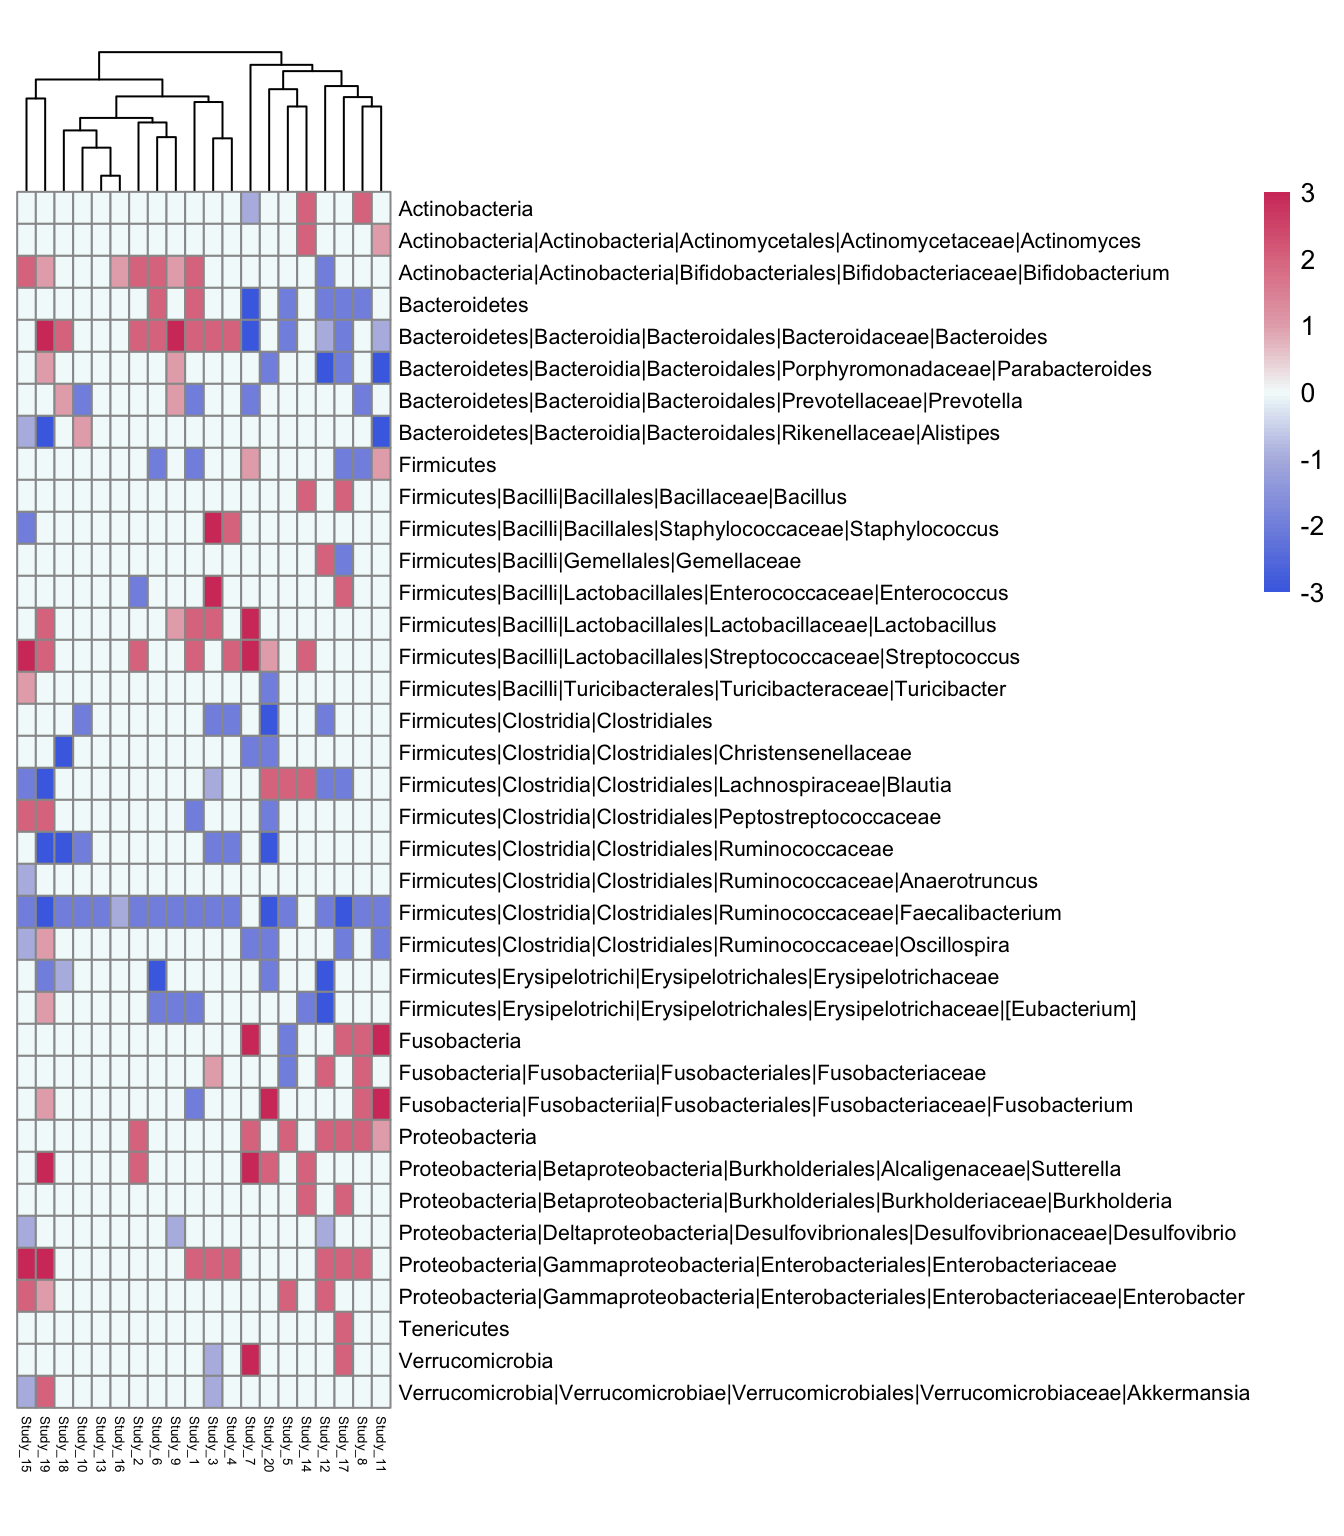 Actinobacteria
Actinobacteria|Actinobacteria|Actinomycetales|Actinomycetaceae|Actinomyces
Actinobacteria|Actinobacteria|Bifidobacteriales|Bifidobacteriaceae|Bifidobacterium
Bacteroidetes
Bacteroidetes|Bacteroidia|Bacteroidales|Bacteroidaceae|Bacteroides
Bacteroidetes|Bacteroidia|Bacteroidales|Porphyromonadaceae|Parabacteroides
Bacteroidetes|Bacteroidia|Bacteroidales|Prevotellaceae|Prevotella
Bacteroidetes|Bacteroidia|Bacteroidales|Rikenellaceae|Alistipes
Firmicutes
Firmicutes|Bacilli|Bacillales|Bacillaceae|Bacillus
Firmicutes|Bacilli|Bacillales|Staphylococcaceae|Staphylococcus
Firmicutes|Bacilli|Gemellales|Gemellaceae
Firmicutes|Bacilli|Lactobacillales|Enterococcaceae|Enterococcus
Firmicutes|Bacilli|Lactobacillales|Lactobacillaceae|Lactobacillus
Firmicutes|Bacilli|Lactobacillales|Streptococcaceae|Streptococcus
Firmicutes|Bacilli|Turicibacterales|Turicibacteraceae|Turicibacter
Firmicutes|Clostridia|Clostridiales
Firmicutes|Clostridia|Clostridiales|Christensenellaceae
Firmicutes|Clostridia|Clostridiales|Lachnospiraceae|Blautia
Firmicutes|Clostridia|Clostridiales|Peptostreptococcaceae
Firmicutes|Clostridia|Clostridiales|Ruminococcaceae
Firmicutes|Clostridia|Clostridiales|Ruminococcaceae|Anaerotruncus
Firmicutes|Clostridia|Clostridiales|Ruminococcaceae|Faecalibacterium
Firmicutes|Clostridia|Clostridiales|Ruminococcaceae|Oscillospira
Firmicutes|Erysipelotrichi|Erysipelotrichales|Erysipelotrichaceae
Firmicutes|Erysipelotrichi|Erysipelotrichales|Erysipelotrichaceae|[Eubacterium]
Fusobacteria
Fusobacteria|Fusobacteriia|Fusobacteriales|Fusobacteriaceae
Fusobacteria|Fusobacteriia|Fusobacteriales|Fusobacteriaceae|Fusobacterium
Proteobacteria
Proteobacteria|Betaproteobacteria|Burkholderiales|Alcaligenaceae|Sutterella
Proteobacteria|Betaproteobacteria|Burkholderiales|Burkholderiaceae|Burkholderia
Proteobacteria|Deltaproteobacteria|Desulfovibrionales|Desulfovibrionaceae|Desulfovibrio
Proteobacteria|Gammaproteobacteria|Enterobacteriales|Enterobacteriaceae
Proteobacteria|Gammaproteobacteria|Enterobacteriales|Enterobacteriaceae|Enterobacter
Tenericutes
Verrucomicrobia
Verrucomicrobia|Verrucomicrobiae|Verrucomicrobiales|Verrucomicrobiaceae|Akkermansia
Study_15
Study_19
Study_18
Study_10
Study_13
Study_16
Study_2
Study_6
Study_9
Study_1
Study_3
Study_4
Study_7
Study_20
Study_5
Study_14
Study_12
Study_17
Study_8
Study_11
3
2
1
0
-1
-2
-3